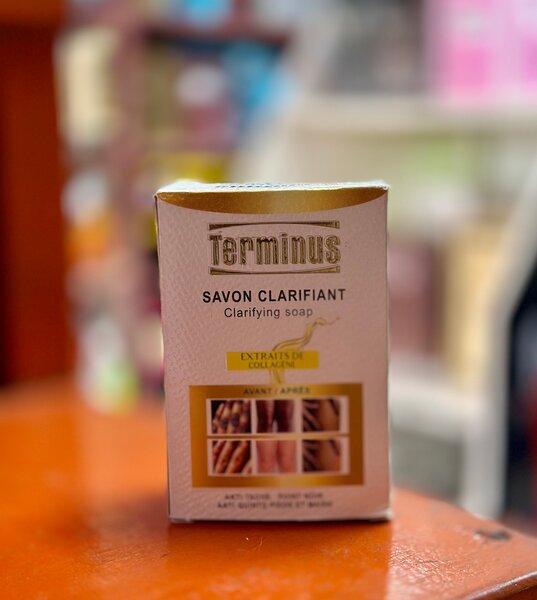 Terminus
SAVON CLARIFIANT
Clarifying soap
EXTRAITS DE
COLLAGÈNE
AVANT / APRÈS
ANTI-TACHE POINT NOIR